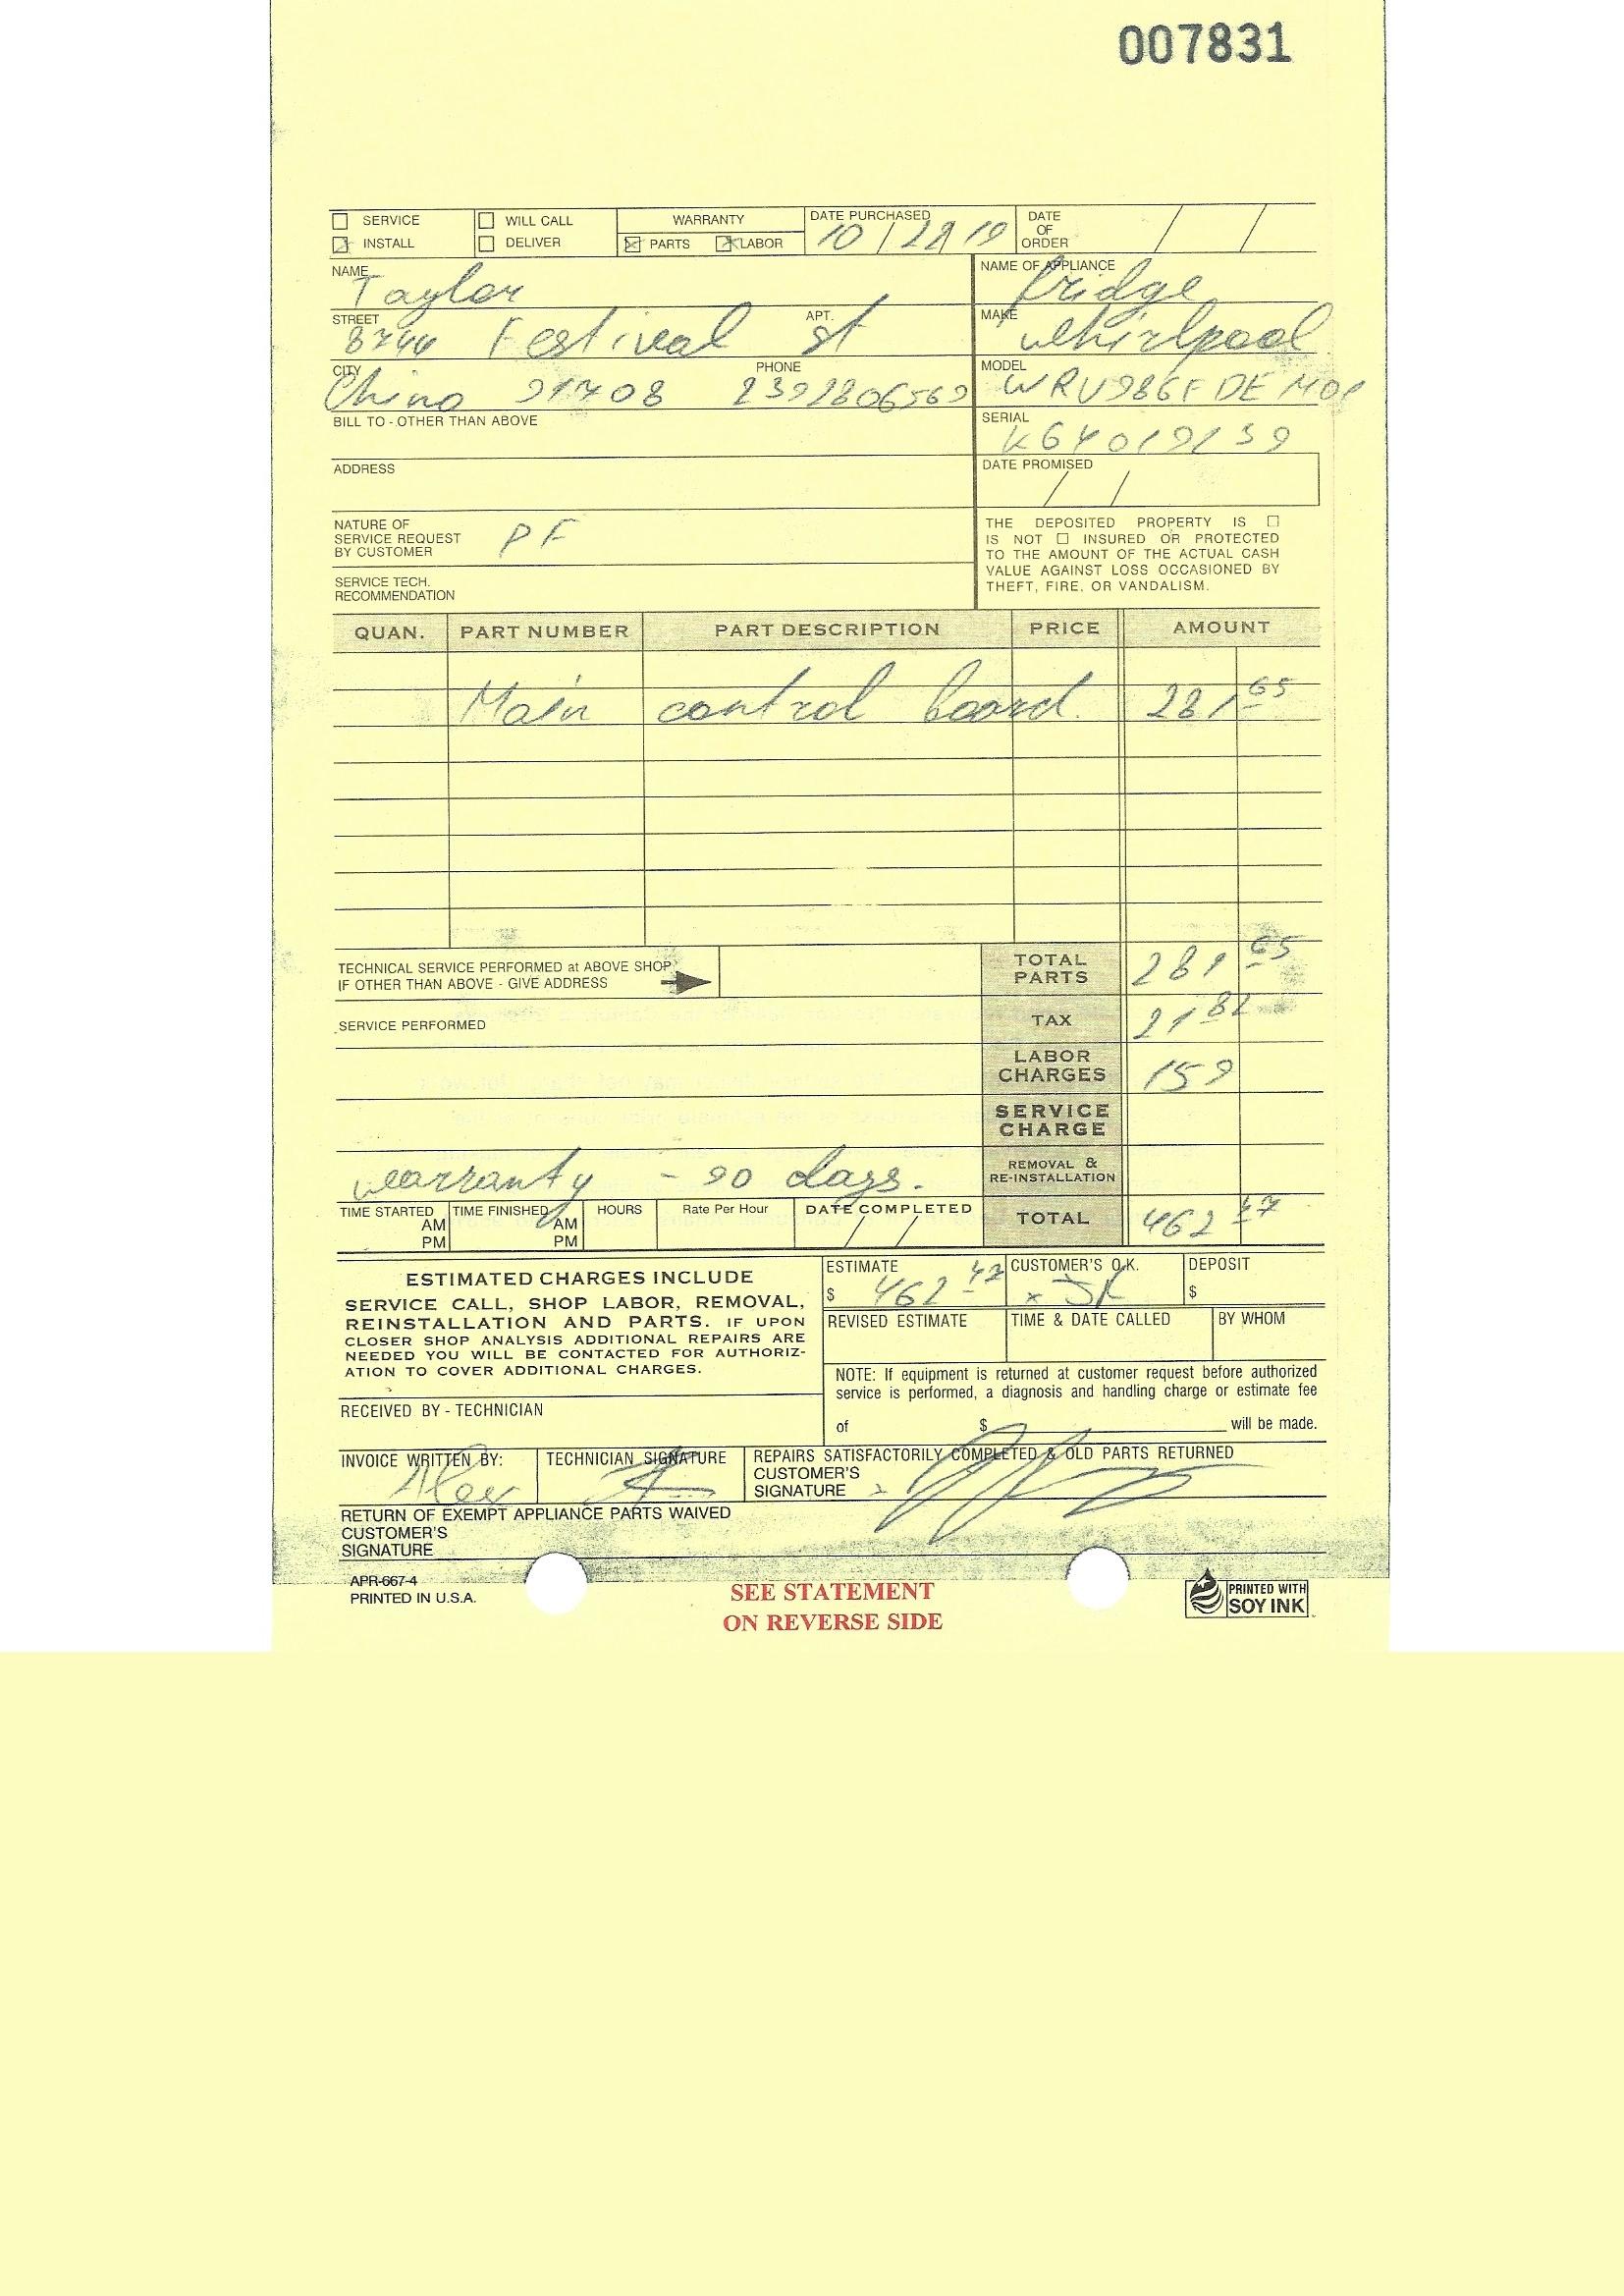 007831
SERVICE WILL CALL WARRANTY DATE PURCHASED DATE OF ORDER
INSTALL DELIVER PARTS LABOR 10/28/19
NAME Taylor NAME OF APPLIANCE fridge
STREET Festival APT. st MAKE whirlpool
CITY Chino 91708 PHONE 2392806569 MODEL
BILL TO - OTHER THAN ABOVE SERIAL
ADDRESS DATE PROMISED
NATURE OF SERVICE REQUEST BY CUSTOMER PF
THE DEPOSITED PROPERTY IS
IS NOT INSURED OR PROTECTED
TO THE AMOUNT OF THE ACTUAL CASH
VALUE AGAINST LOSS OCCASIONED BY
THEFT, FIRE, OR VANDALISM.
SERVICE TECH. RECOMMENDATION
QUAN. PART NUMBER PART DESCRIPTION PRICE AMOUNT
Main control board. 281 65
TECHNICAL SERVICE PERFORMED at ABOVE SHOP
IF OTHER THAN ABOVE - GIVE ADDRESS
TOTAL PARTS 281 65
SERVICE PERFORMED TAX 21 82
LABOR CHARGES 159
SERVICE CHARGE
warranty - 90 days. REMOVAL & RE-INSTALLATION
TIME STARTED AM PM TIME FINISHED AM PM HOURS Rate Per Hour DATE COMPLETED TOTAL 462 47
ESTIMATED CHARGES INCLUDE
SERVICE CALL, SHOP LABOR, REMOVAL,
REINSTALLATION AND PARTS. IF UPON
CLOSER SHOP ANALYSIS ADDITIONAL REPAIRS ARE
NEEDED YOU WILL BE CONTACTED FOR AUTHORIZ-
ATION TO COVER ADDITIONAL CHARGES.
ESTIMATE $ 462 47 CUSTOMER'S O.K. x JK DEPOSIT $
REVISED ESTIMATE TIME & DATE CALLED BY WHOM
NOTE: If equipment is returned at customer request before authorized
service is performed, a diagnosis and handling charge or estimate fee
of $ will be made.
RECEIVED BY - TECHNICIAN
INVOICE WRITTEN BY: Alex TECHNICIAN SIGNATURE REPAIRS SATISFACTORILY COMPLETED & OLD PARTS RETURNED
CUSTOMER'S
SIGNATURE
RETURN OF EXEMPT APPLIANCE PARTS WAIVED
CUSTOMER'S
SIGNATURE
APR-667-4
PRINTED IN U.S.A.
SEE STATEMENT
ON REVERSE SIDE
PRINTED WITH
SOY INK